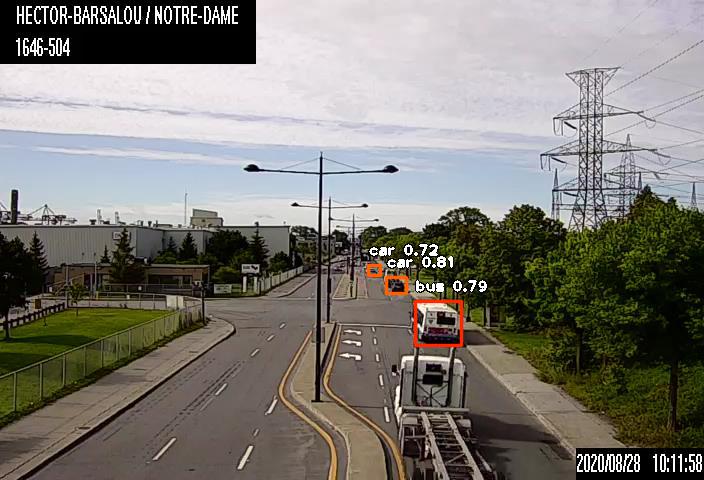 HECTOR-BARSALOU / NOTRE-DAME
1646-504
car 0.72
car 0.81
bus 0.79
2020/08/28 10:11:58